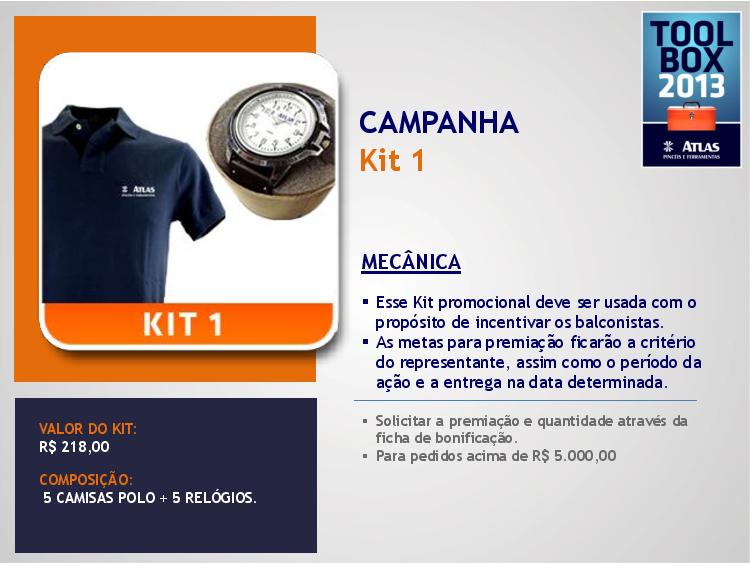 TOOL
BOX
2013
ATLAS
PINCÉIS E FERRAMENTAS
CAMPANHA
Kit 1
ATLAS
KIT 1
MECÂNICA
▪ Esse Kit promocional deve ser usada com o
propósito de incentivar os balconistas.
▪ As metas para premiação ficarão a critério
do representante, assim como o período da
ação e a entrega na data determinada.
▪ Solicitar a premiação e quantidade através da
ficha de bonificação.
▪ Para pedidos acima de R$ 5.000,00
VALOR DO KIT:
R$ 218,00
COMPOSIÇÃO:
5 CAMISAS POLO + 5 RELÓGIOS.